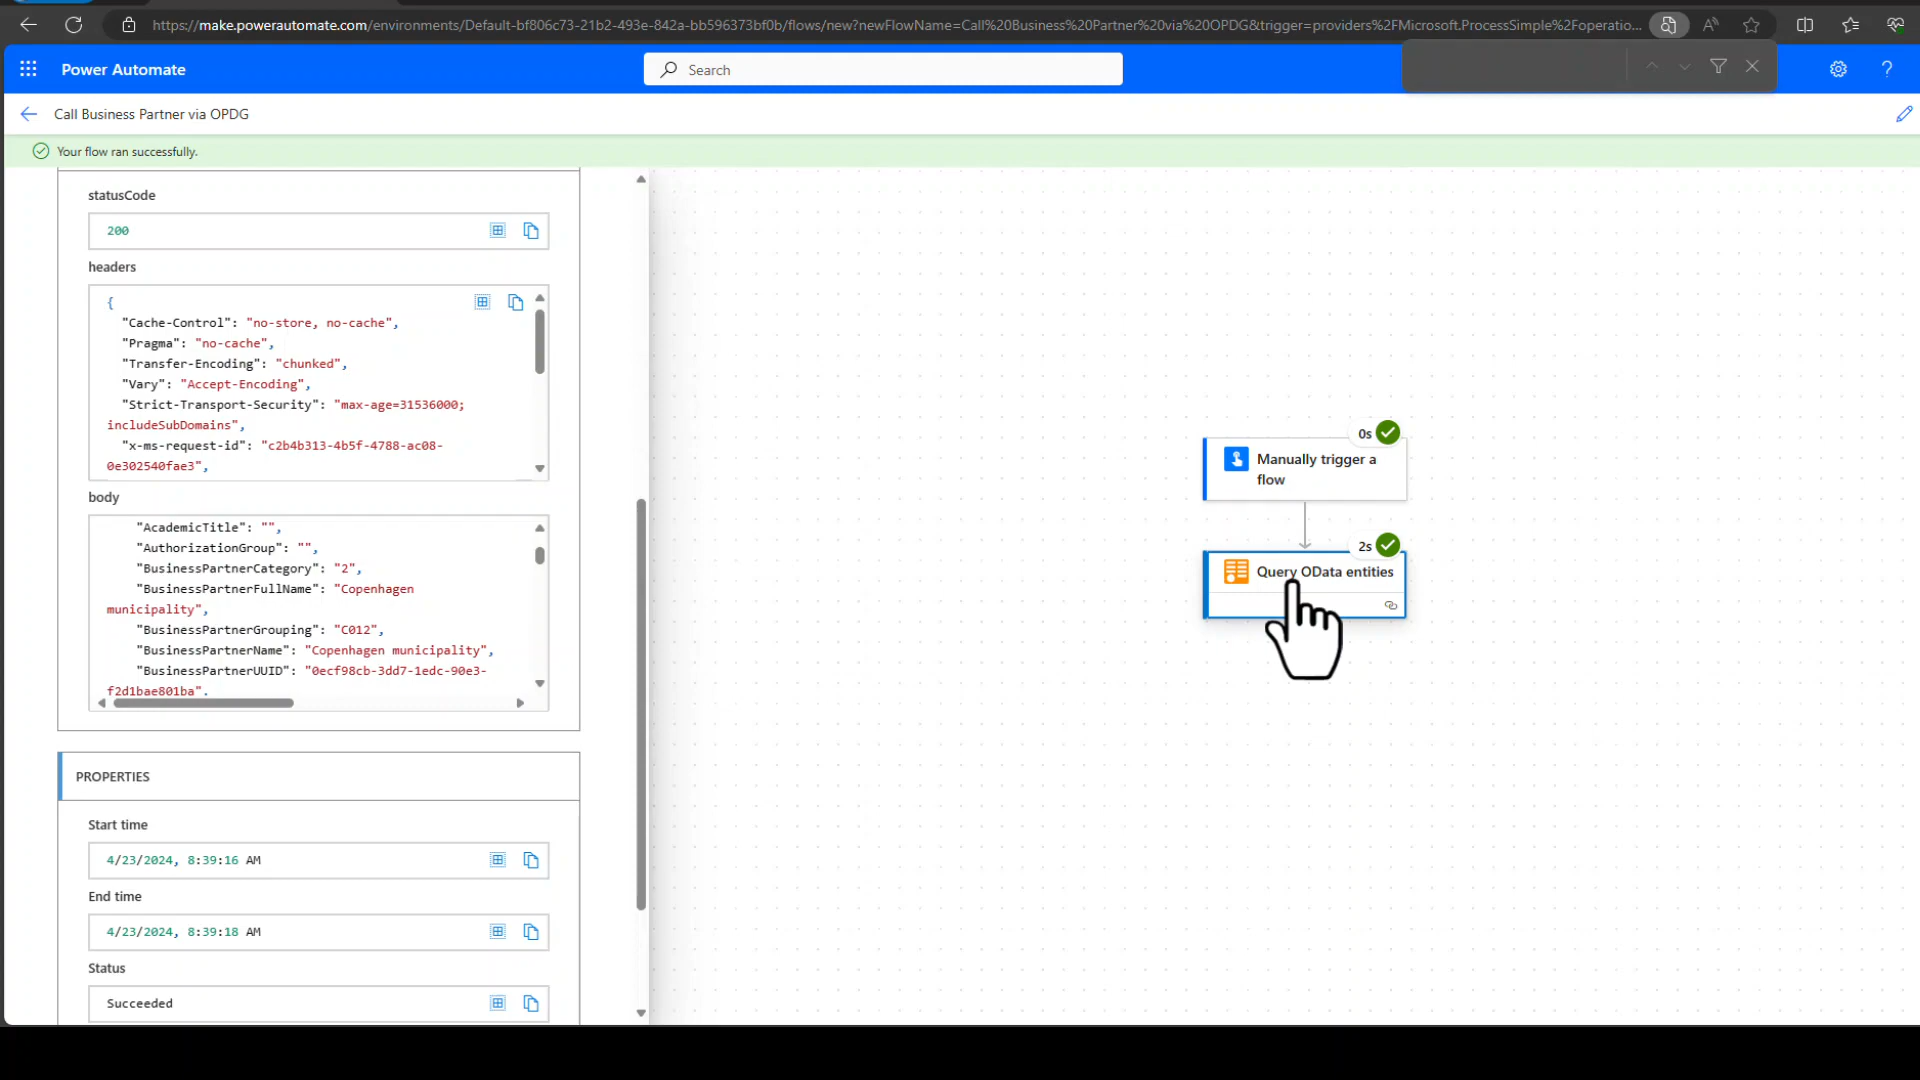 https://make.powerautomate.com/environments/Default-bf806c73-21b2-493e-842a-bb596373bf0b/flows/new?newFlowName=Call%20Business%20Partner%20via%20OPDG&trigger=providers%2FMicrosoft.ProcessSimple%2Foperatio...
Power Automate
Search
?
Call Business Partner via OPDG
Your flow ran successfully.
statusCode
200
headers
{
"Cache-Control": "no-store, no-cache",
"Pragma": "no-cache",
"Transfer-Encoding": "chunked",
"Vary": "Accept-Encoding",
"Strict-Transport-Security": "max-age=31536000;
includeSubDomains",
"x-ms-request-id": "c2b4b313-4b5f-4788-ac08-
0e302540fae3",
body
"AcademicTitle": "",
"AuthorizationGroup": "",
"BusinessPartnerCategory": "2",
"BusinessPartnerFullName": "Copenhagen
municipality",
"BusinessPartnerGrouping": "C012",
"BusinessPartnerName": "Copenhagen municipality",
"BusinessPartnerUUID": "0ecf98cb-3dd7-1edc-90e3-
f2d1bae801ba",
PROPERTIES
Start time
4/23/2024, 8:39:16 AM
End time
4/23/2024, 8:39:18 AM
Status
Succeeded
0s
Manually trigger a
flow
2s
Query OData entities